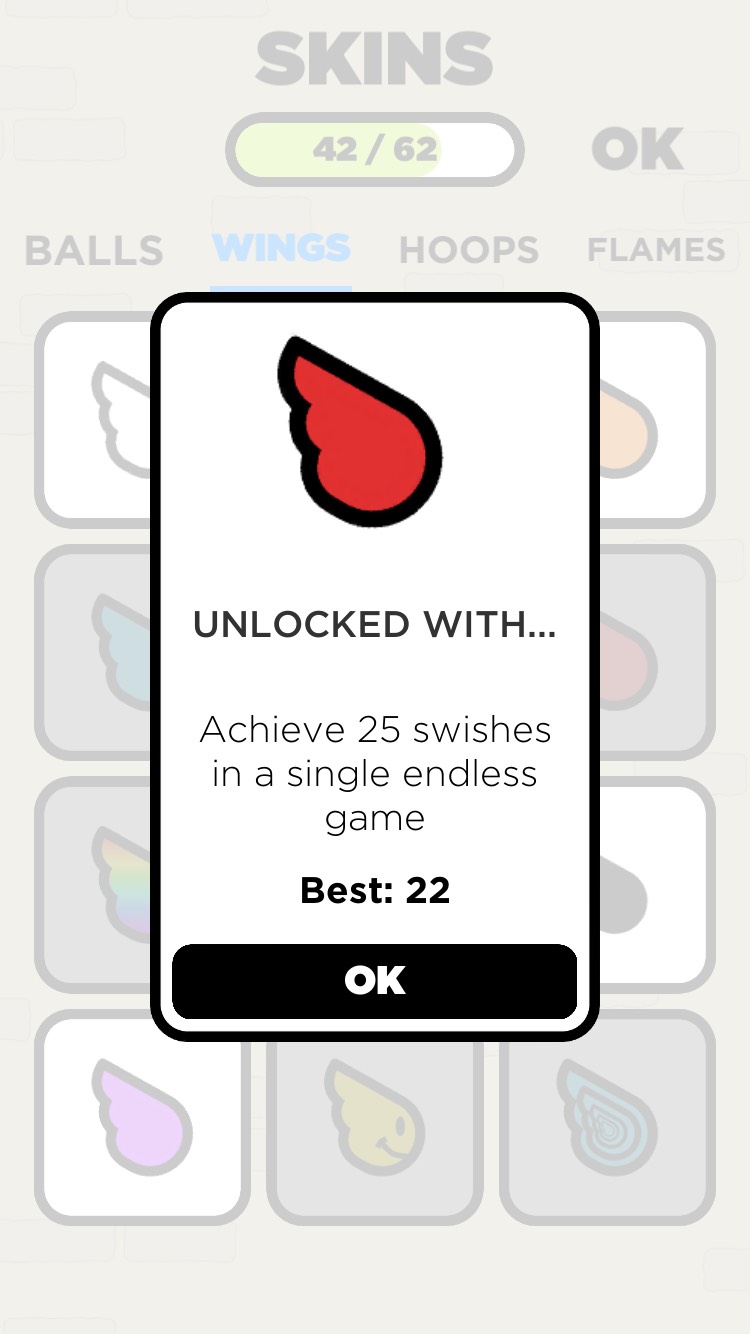 SKINS
42 / 62
OK
BALLS WINGS HOOPS FLAMES
UNLOCKED WITH...
Achieve 25 swishes
in a single endless
game
Best: 22
OK